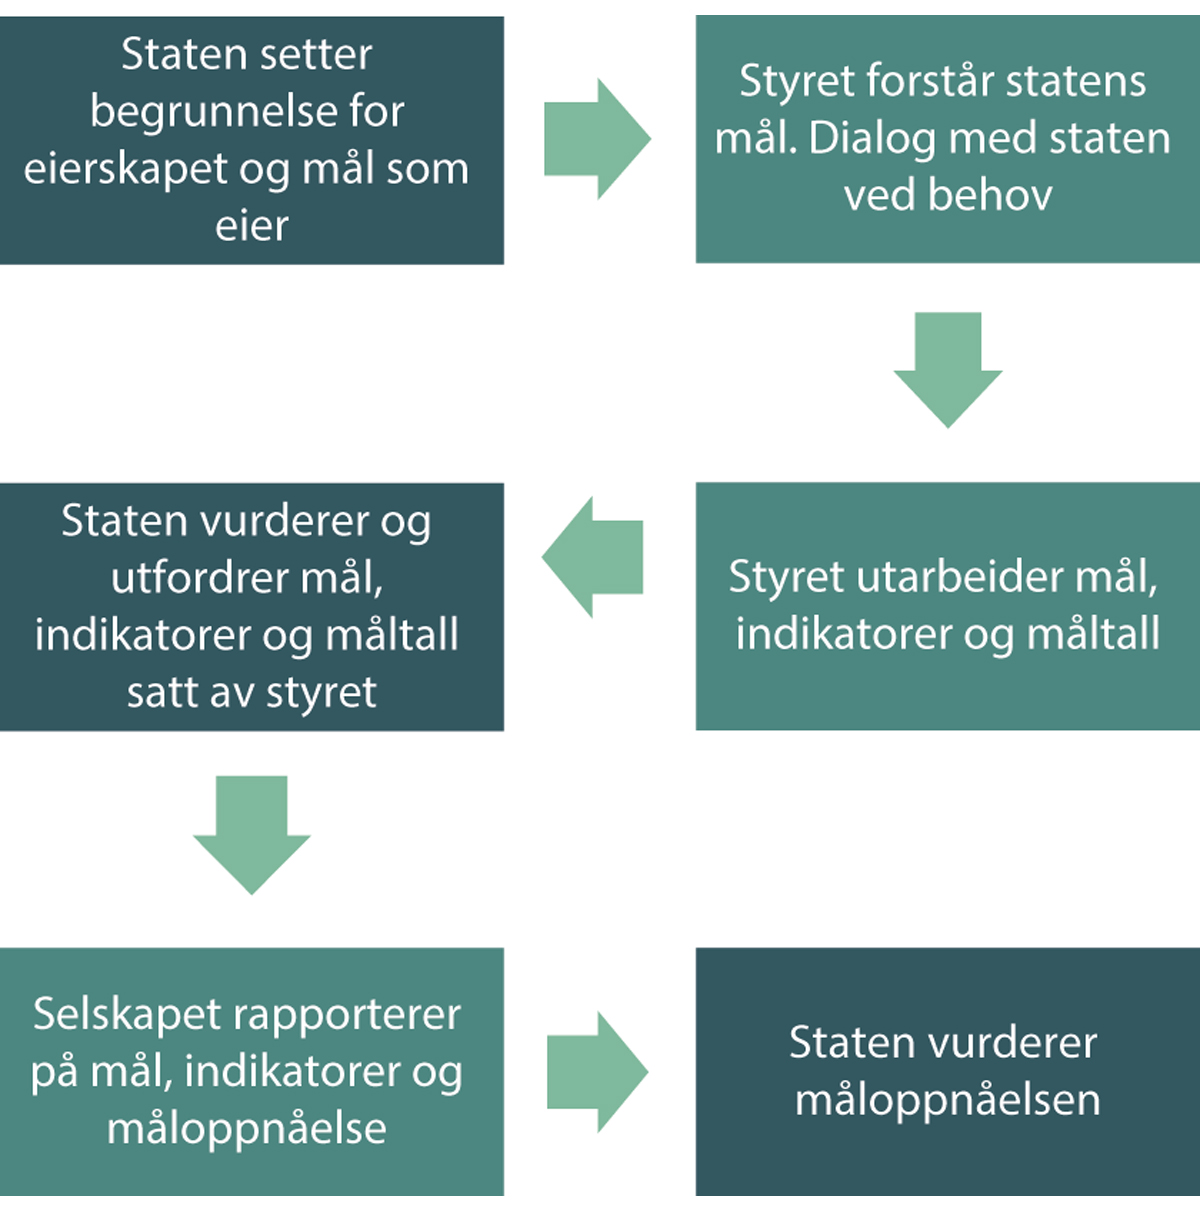 Staten setter
begrunnelse for
eierskapet og mål som
eier
Styret forstår statens
mål. Dialog med staten
ved behov
Styret utarbeider mål,
indikatorer og måltall
Staten vurderer og
utfordrer mål,
indikatorer og måltall
satt av styret
Selskapet rapporterer
på mål, indikatorer og
måloppnåelse
Staten vurderer
måloppnåelsen